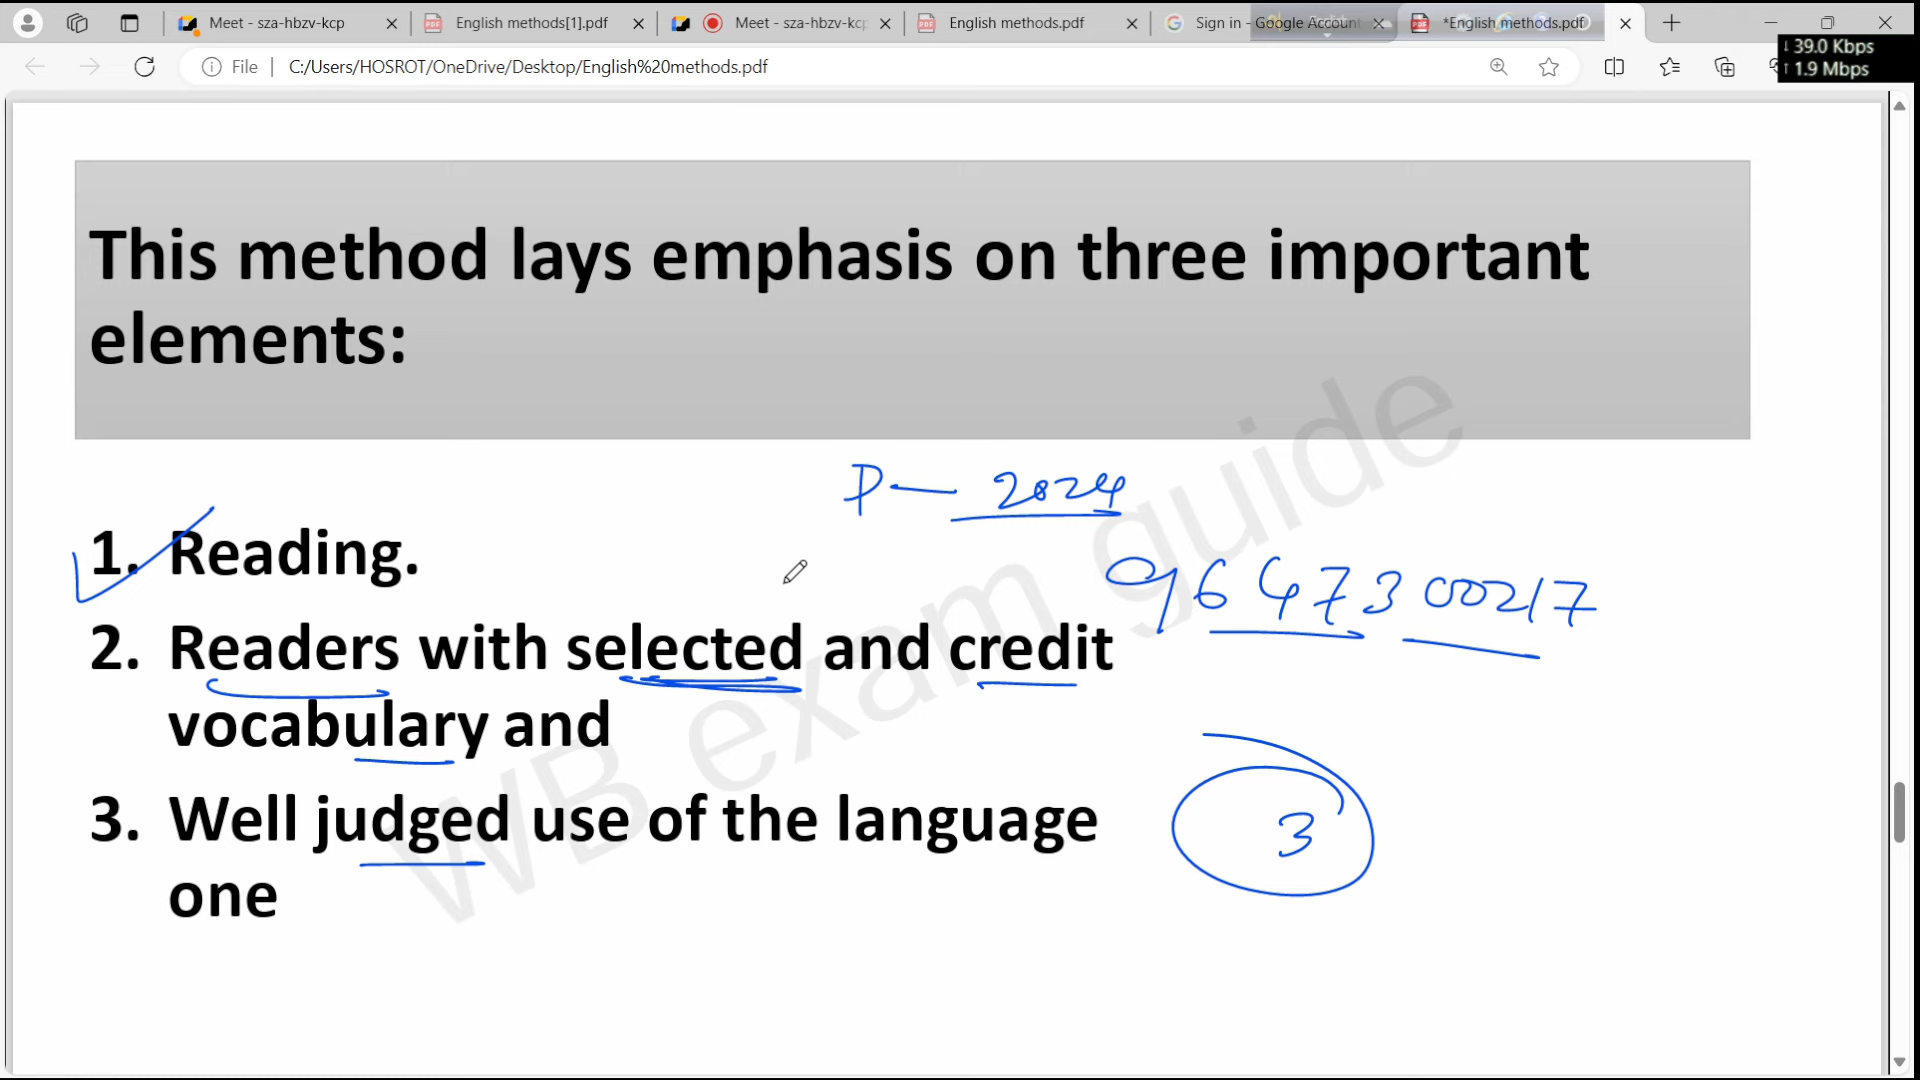 Meet - sza-hbzv-kcp
English methods[1].pdf
Meet - sza-hbzv-kcp
English methods.pdf
Sign in - Google Account
*English methods.pdf
File
C:/Users/HOSROT/OneDrive/Desktop/English%20methods.pdf
↓ 39.0 Kbps
↑ 1.9 Mbps
This method lays emphasis on three important
elements:
P— 2024
1. Reading.
96473 00217
2. Readers with selected and credit
vocabulary and
3. Well judged use of the language
one
3
WB exam guide